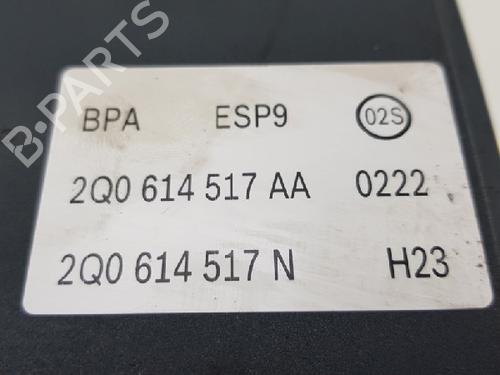 BPA ESP9 02S
2Q0 614 517 AA 0222
2Q0 614 517 N H23
B-PARTS